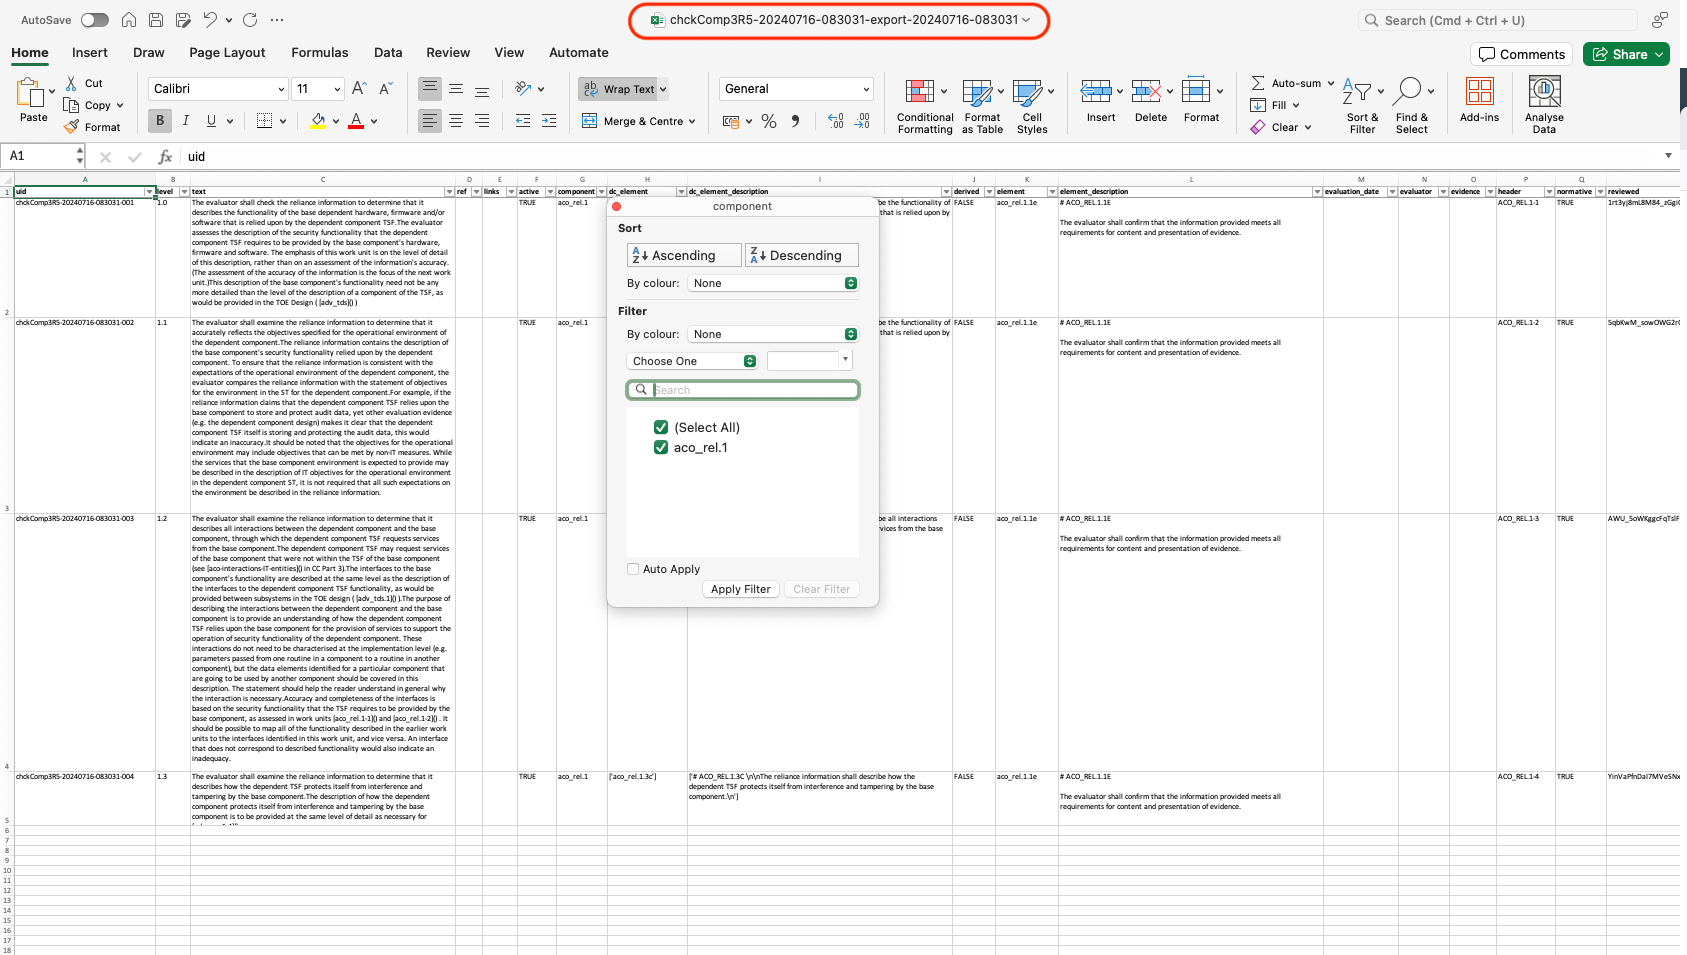 AutoSave
chckComp3R5-20240716-083031-export-20240716-083031
Search (Cmd + Ctrl + U)
Home Insert Draw Page Layout Formulas Data Review View Automate
Comments Share
Paste
Cut
Copy
Format
Calibri 11
B I U
Wrap Text
Merge & Centre
General
Conditional Formatting
Format as Table
Cell Styles
Insert
Delete
Format
Auto-sum
Fill
Clear
Sort & Filter
Find & Select
Add-ins
Analyse Data
A1 fx uid
A B C D E F G H I J K L M N O P Q R
1 uid level text ref links active component dc_element dc_element_description derived element element_description evaluation_date evaluator evidence header normative reviewed
2
chckComp3R5-20240716-083031-001
1.0
The evaluator shall check the reliance information to determine that it
describes the functionality of the base dependent hardware, firmware and/or
software that is relied upon by the dependent component TSF.The evaluator
assesses the description of the security functionality that the dependent
component TSF requires to be provided by the base component's hardware,
firmware and software. The emphasis of this work unit is on the level of detail
of this description, rather than on an assessment of the information's accuracy.
(The assessment of the accuracy of the information is the focus of the next work
unit.)This description of the base component's functionality need not be any
more detailed than the level of the description of a component of the TSF, as
would be provided in the TOE Design ( [adv_tds]() )
TRUE
aco_rel.1
be the functionality of
that is relied upon by
FALSE
aco_rel.1.1e
# ACO_REL.1.1E
The evaluator shall confirm that the information provided meets all
requirements for content and presentation of evidence.
ACO_REL.1-1
TRUE
3
chckComp3R5-20240716-083031-002
1.1
The evaluator shall examine the reliance information to determine that it
accurately reflects the objectives specified for the operational environment of
the dependent component.The reliance information contains the description of
the base component's security functionality relied upon by the dependent
component. To ensure that the reliance information is consistent with the
expectations of the operational environment of the dependent component, the
evaluator compares the reliance information with the statement of objectives
for the environment in the ST for the dependent component.For example, if the
reliance information claims that the dependent component TSF relies upon the
base component to store and protect audit data, yet other evaluation evidence
(e.g. the dependent component design) makes it clear that the dependent
component TSF itself is storing and protecting the audit data, this would
indicate an inaccuracy.It should be noted that the objectives for the operational
environment may include objectives that can be met by non-IT measures. While
the services that the base component environment is expected to provide may
be described in the description of IT objectives for the operational environment
in the dependent component ST, it is not required that all such expectations on
the environment be described in the reliance information.
TRUE
aco_rel.1
be the functionality of
that is relied upon by
FALSE
aco_rel.1.1e
# ACO_REL.1.1E
The evaluator shall confirm that the information provided meets all
requirements for content and presentation of evidence.
ACO_REL.1-2
TRUE
4
chckComp3R5-20240716-083031-003
1.2
The evaluator shall examine the reliance information to determine that it
describes all interactions between the dependent component and the base
component, through which the dependent component TSF requests services
from the base component.The dependent component TSF may request services
of the base component that were not within the TSF of the base component
(see [aco-interactions-IT-entities]() in CC Part 3).The interfaces to the base
component's functionality are described at the same level as the description of
the interfaces to the dependent component TSF functionality, as would be
provided between subsystems in the TOE design ( [adv_tds.1]() ).The purpose of
describing the interactions between the dependent component and the base
component is to provide an understanding of how the dependent component
TSF relies upon the base component for the provision of services to support the
operation of security functionality of the dependent component. These
interactions do not need to be characterised at the implementation level (e.g.
parameters passed from one routine in a component to a routine in another
component), but the data elements identified for a particular component that
are going to be used by another component should be covered in this
description. The statement should help the reader understand in general why
the interaction is necessary.Accuracy and completeness of the interfaces is
based on the security functionality that the TSF requires to be provided by the
base component, as assessed in work units [aco_rel.1-1]() and [aco_rel.1-2]() . It
should be possible to map all of the functionality described in the earlier work
units to the interfaces identified in this work unit, and vice versa. An interface
that does not correspond to described functionality would also indicate an
inadequacy.
TRUE
aco_rel.1
be all interactions
vices from the base
FALSE
aco_rel.1.1e
# ACO_REL.1.1E
The evaluator shall confirm that the information provided meets all
requirements for content and presentation of evidence.
ACO_REL.1-3
TRUE
5
chckComp3R5-20240716-083031-004
1.3
The evaluator shall examine the reliance information to determine that it
describes how the dependent TSF protects itself from interference and
tampering by the base component.The description of how the dependent
component protects itself from interference and tampering by the base
component is to be provided at the same level of detail as necessary for
TRUE
aco_rel.1
['aco_rel.1.3c']
['# ACO_REL.1.3C \n\nThe reliance information shall describe how the
dependent TSF protects itself from interference and tampering by the base
component.\n']
FALSE
aco_rel.1.1e
# ACO_REL.1.1E
The evaluator shall confirm that the information provided meets all
requirements for content and presentation of evidence.
ACO_REL.1-4
TRUE
6
7
8
9
10
11
12
13
14
15
16
17
18
component
Sort
Ascending Descending
By colour: None
Filter
By colour: None
Choose One
Search
(Select All)
aco_rel.1
Auto Apply
Apply Filter Clear Filter